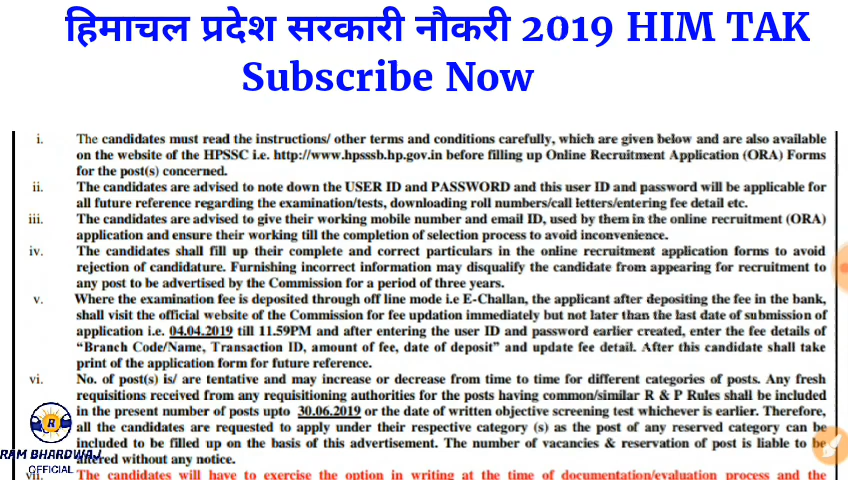 हिमाचल प्रदेश सरकारी नौकरी 2019 HIM TAK
Subscribe Now
i. The candidates must read the instructions/ other terms and conditions carefully, which are given below and are also available
on the website of the HPSSC i.e. http://www.hpsssb.hp.gov.in before filling up Online Recruitment Application (ORA) Forms
for the post(s) concerned.
ii. The candidates are advised to note down the USER ID and PASSWORD and this user ID and password will be applicable for
all future reference regarding the examination/tests, downloading roll numbers/call letters/entering fee detail etc.
iii. The candidates are advised to give their working mobile number and email ID, used by them in the online recruitment (ORA)
application and ensure their working till the completion of selection process to avoid inconvenience.
iv. The candidates shall fill up their complete and correct particulars in the online recruitment application forms to avoid
rejection of candidature. Furnishing incorrect information may disqualify the candidate from appearing for recruitment to
any post to be advertised by the Commission for a period of three years.
v. Where the examination fee is deposited through off line mode i.e E-Challan, the applicant after depositing the fee in the bank,
shall visit the official website of the Commission for fee updation immediately but not later than the last date of submission of
application i.e. 04.04.2019 till 11.59PM and after entering the user ID and password earlier created, enter the fee details of
“Branch Code/Name, Transaction ID, amount of fee, date of deposit” and update fee detail. After this candidate shall take
print of the application form for future reference.
vi. No. of post(s) is/ are tentative and may increase or decrease from time to time for different categories of posts. Any fresh
requisitions received from any requisitioning authorities for the posts having common/similar R & P Rules shall be included
in the present number of posts upto 30.06.2019 or the date of written objective screening test whichever is earlier. Therefore,
all the candidates are requested to apply under their respective category (s) as the post of any reserved category can be
included to be filled up on the basis of this advertisement. The number of vacancies & reservation of post is liable to be
altered without any notice.
vii. The candidates will have to exercise the option in writing at the time of documentation/evaluation process and the
R
RAM BHARDWAJ
OFFICIAL